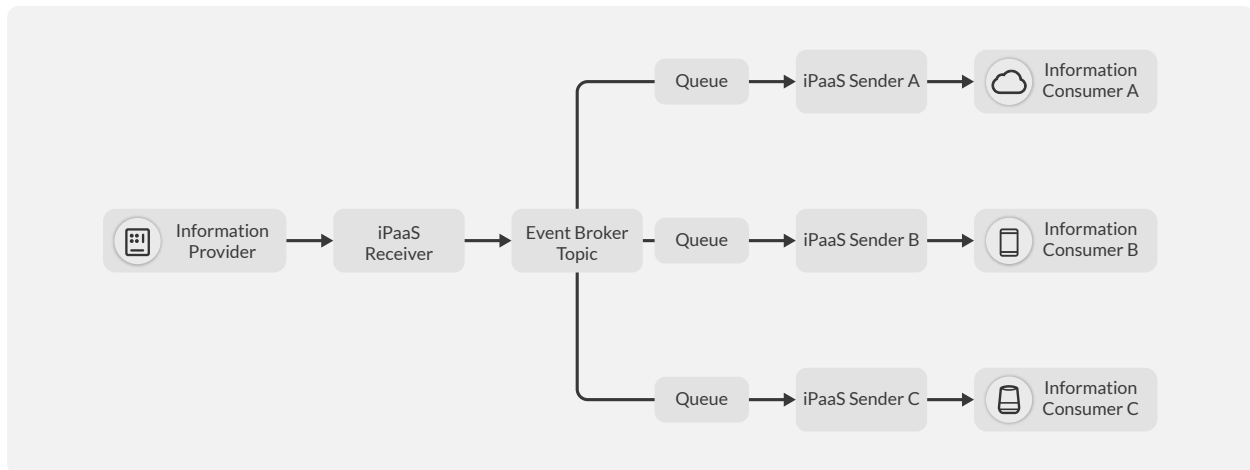 Queue
iPaaS Sender A
Information
Consumer A
Information
Provider
iPaaS
Receiver
Event Broker
Topic
Queue
iPaaS Sender B
Information
Consumer B
Queue
iPaaS Sender C
Information
Consumer C